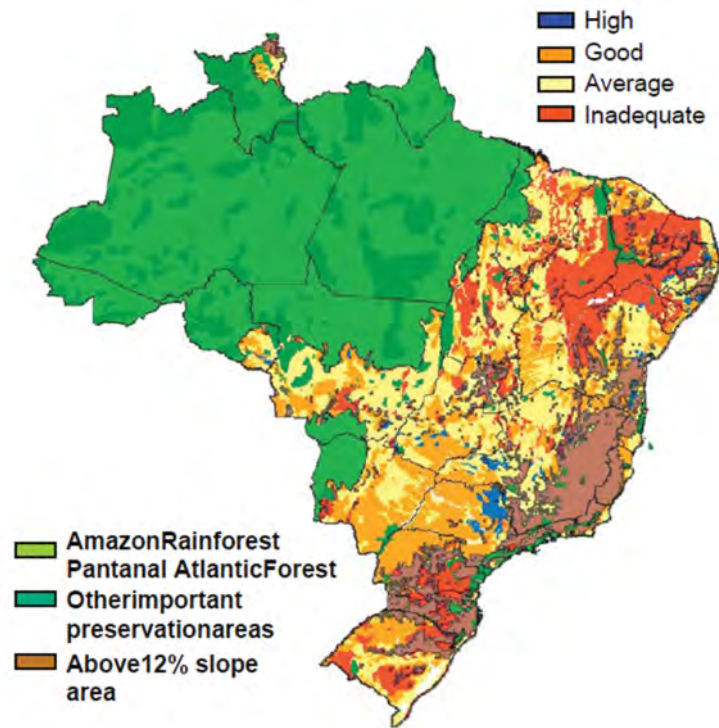 High
Good
Average
Inadequate
AmazonRainforest
Pantanal AtlanticForest
Otherimportant
preservationareas
Above12% slope
area